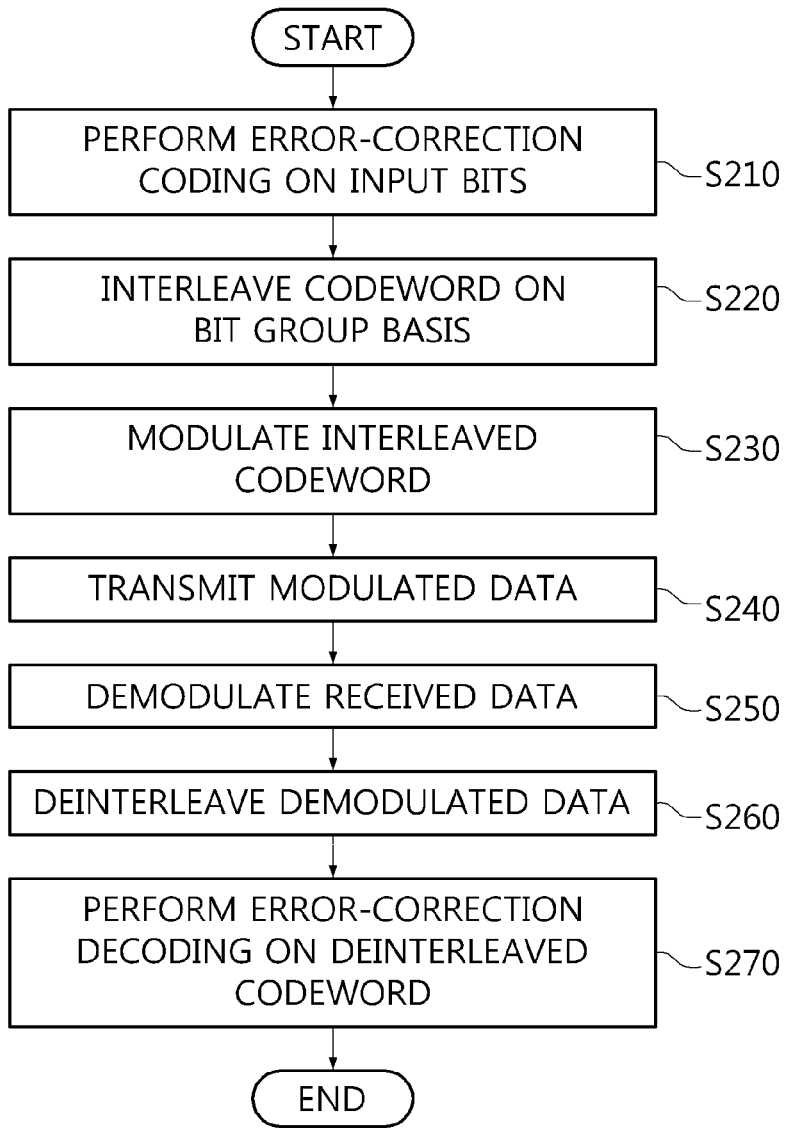 START
PERFORM ERROR-CORRECTION
CODING ON INPUT BITS
S210
INTERLEAVE CODEWORD ON
BIT GROUP BASIS
S220
MODULATE INTERLEAVED
CODEWORD
S230
TRANSMIT MODULATED DATA
S240
DEMODULATE RECEIVED DATA
S250
DEINTERLEAVE DEMODULATED DATA
S260
PERFORM ERROR-CORRECTION
DECODING ON DEINTERLEAVED
CODEWORD
S270
END